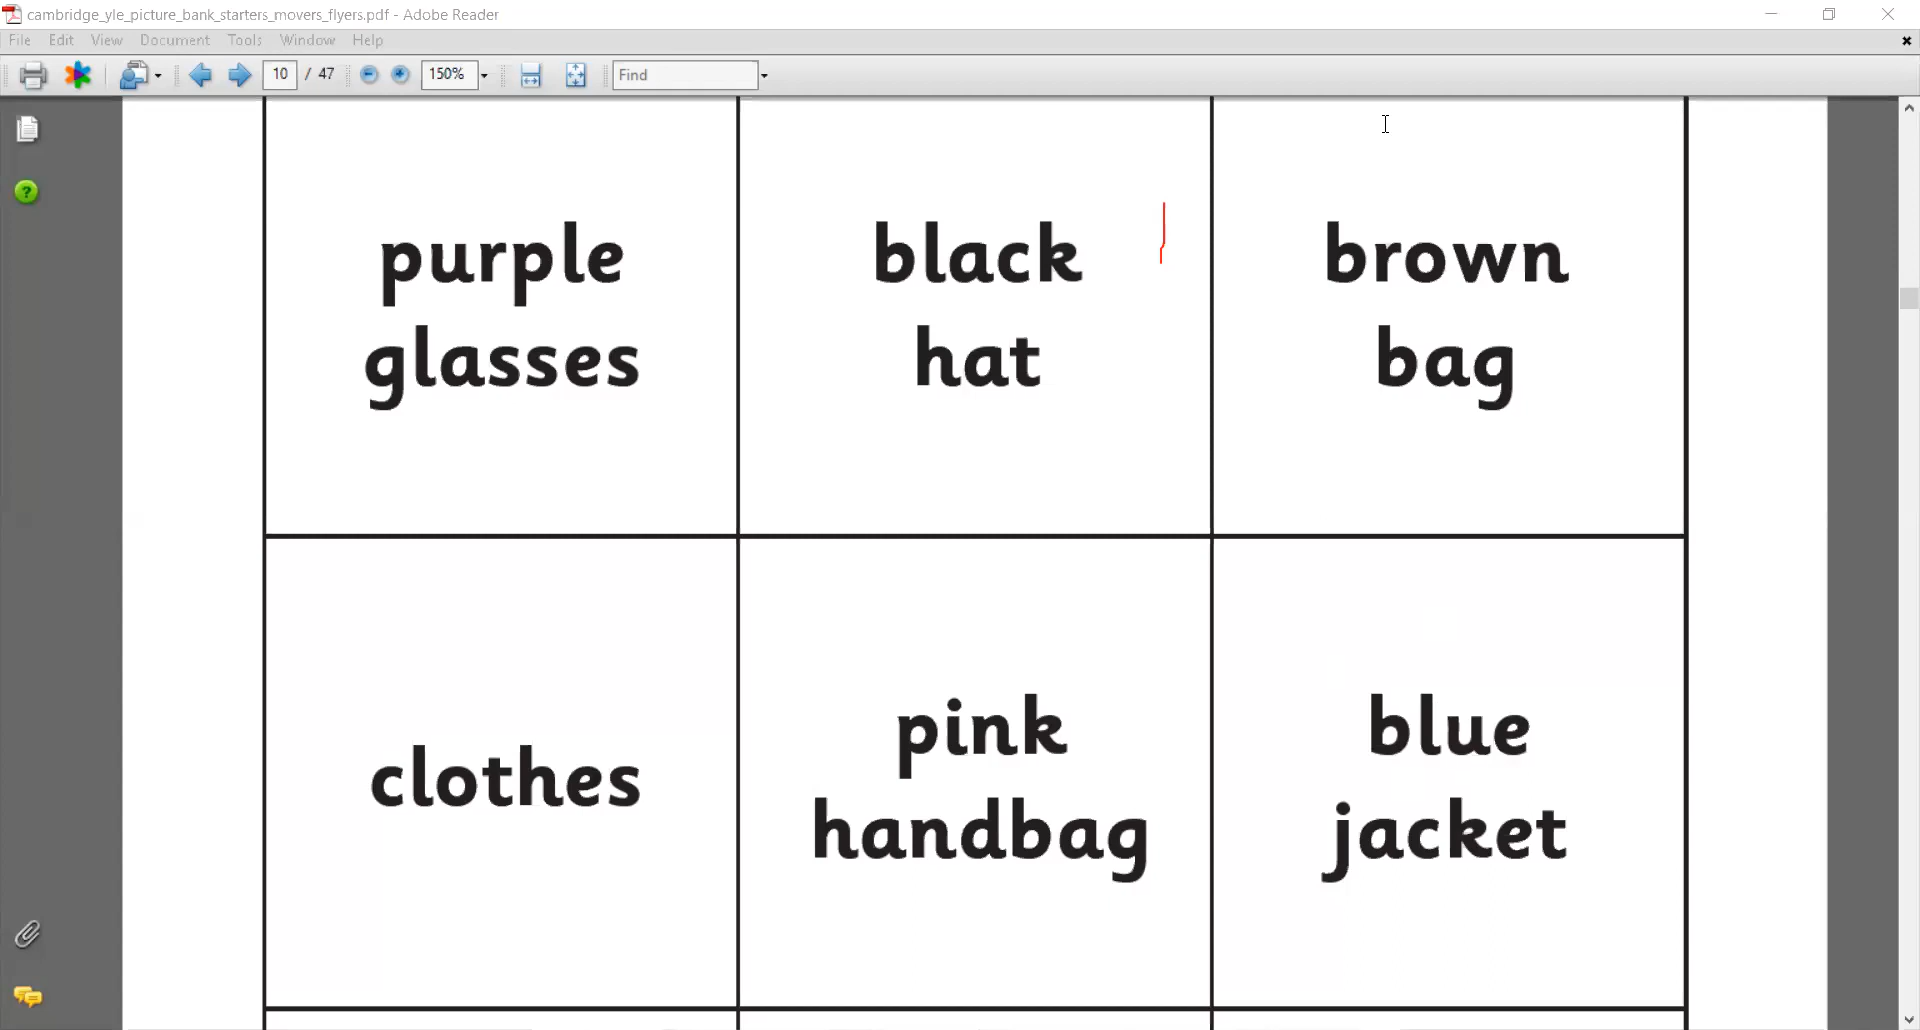 cambridge_yle_picture_bank_starters_movers_flyers.pdf - Adobe Reader
File Edit View Document Tools Window Help
10 / 47 150% Find
purple
glasses
black
hat
brown
bag
clothes
pink
handbag
blue
jacket